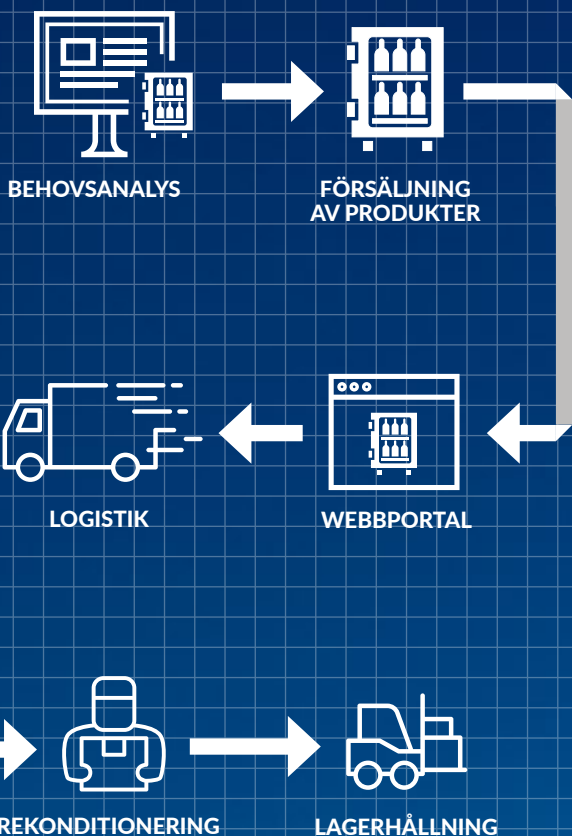 BEHOVSANALYS
FÖRSÄLJNING
AV PRODUKTER
LOGISTIK
WEBBPORTAL
REKONDITIONERING
LAGERHÅLLNING